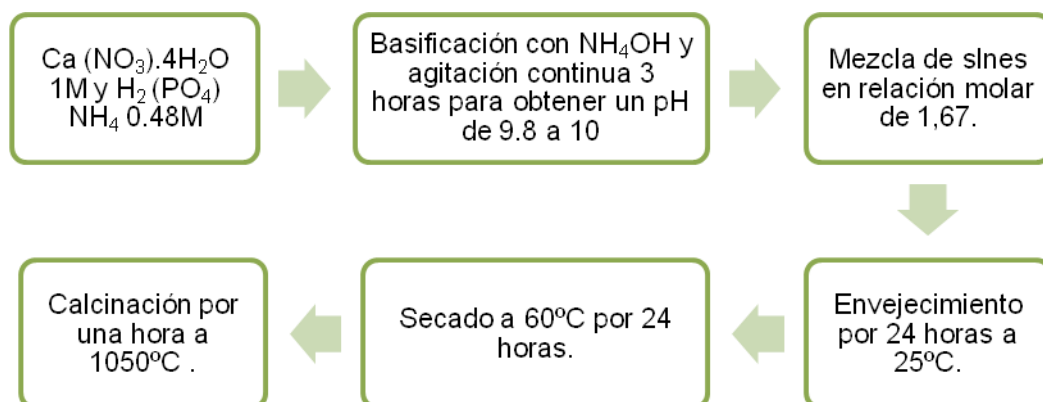 Ca (NO₃).4H₂O
1M y H₂ (PO₄)
NH₄ 0.48M
Basificación con NH₄OH y
agitación continua 3
horas para obtener un pH
de 9.8 a 10
Mezcla de slnes
en relación molar
de 1,67.
Envejecimiento
por 24 horas a
25ºC.
Secado a 60ºC por 24
horas.
Calcinación por
una hora a
1050ºC .